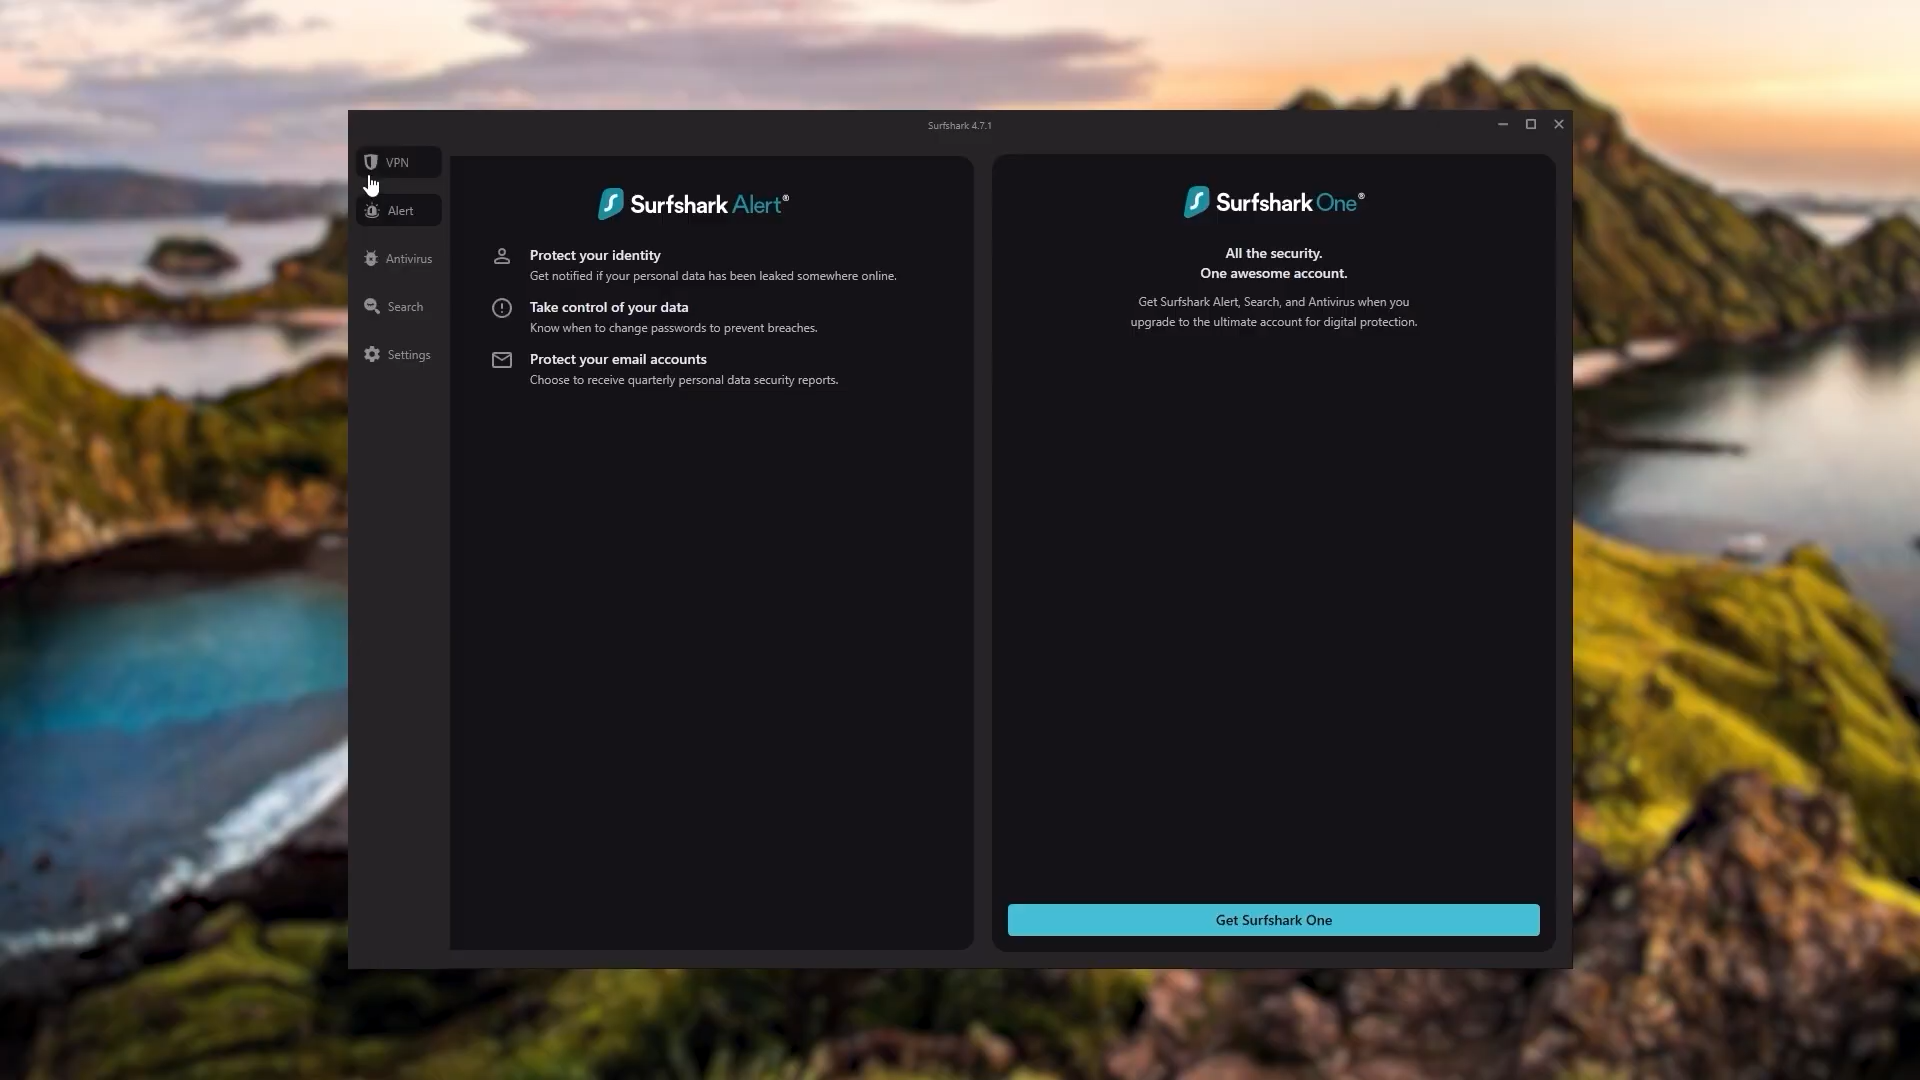 Surfshark 4.7.1
VPN
Alert
Antivirus
Search
Settings
Surfshark Alert®
Protect your identity
Get notified if your personal data has been leaked somewhere online.
Take control of your data
Know when to change passwords to prevent breaches.
Protect your email accounts
Choose to receive quarterly personal data security reports.
Surfshark One®
All the security.
One awesome account.
Get Surfshark Alert, Search, and Antivirus when you
upgrade to the ultimate account for digital protection.
Get Surfshark One